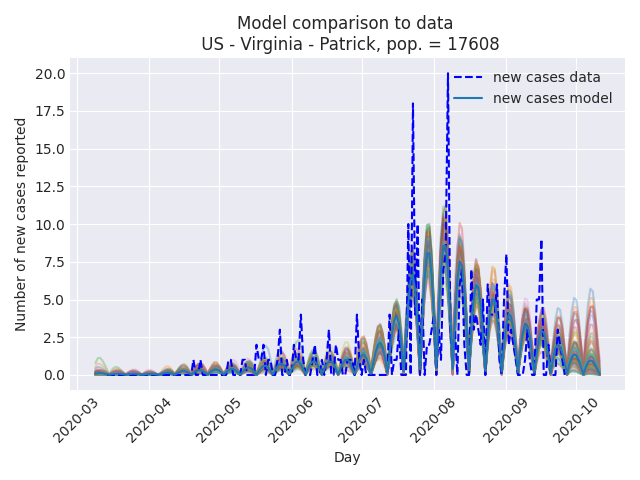 Model comparison to data
US - Virginia - Patrick, pop. = 17608
new cases data
new cases model
Number of new cases reported
20.0
17.5
15.0
12.5
10.0
7.5
5.0
2.5
0.0
2020-03
2020-04
2020-05
2020-06
2020-07
2020-08
2020-09
2020-10
Day